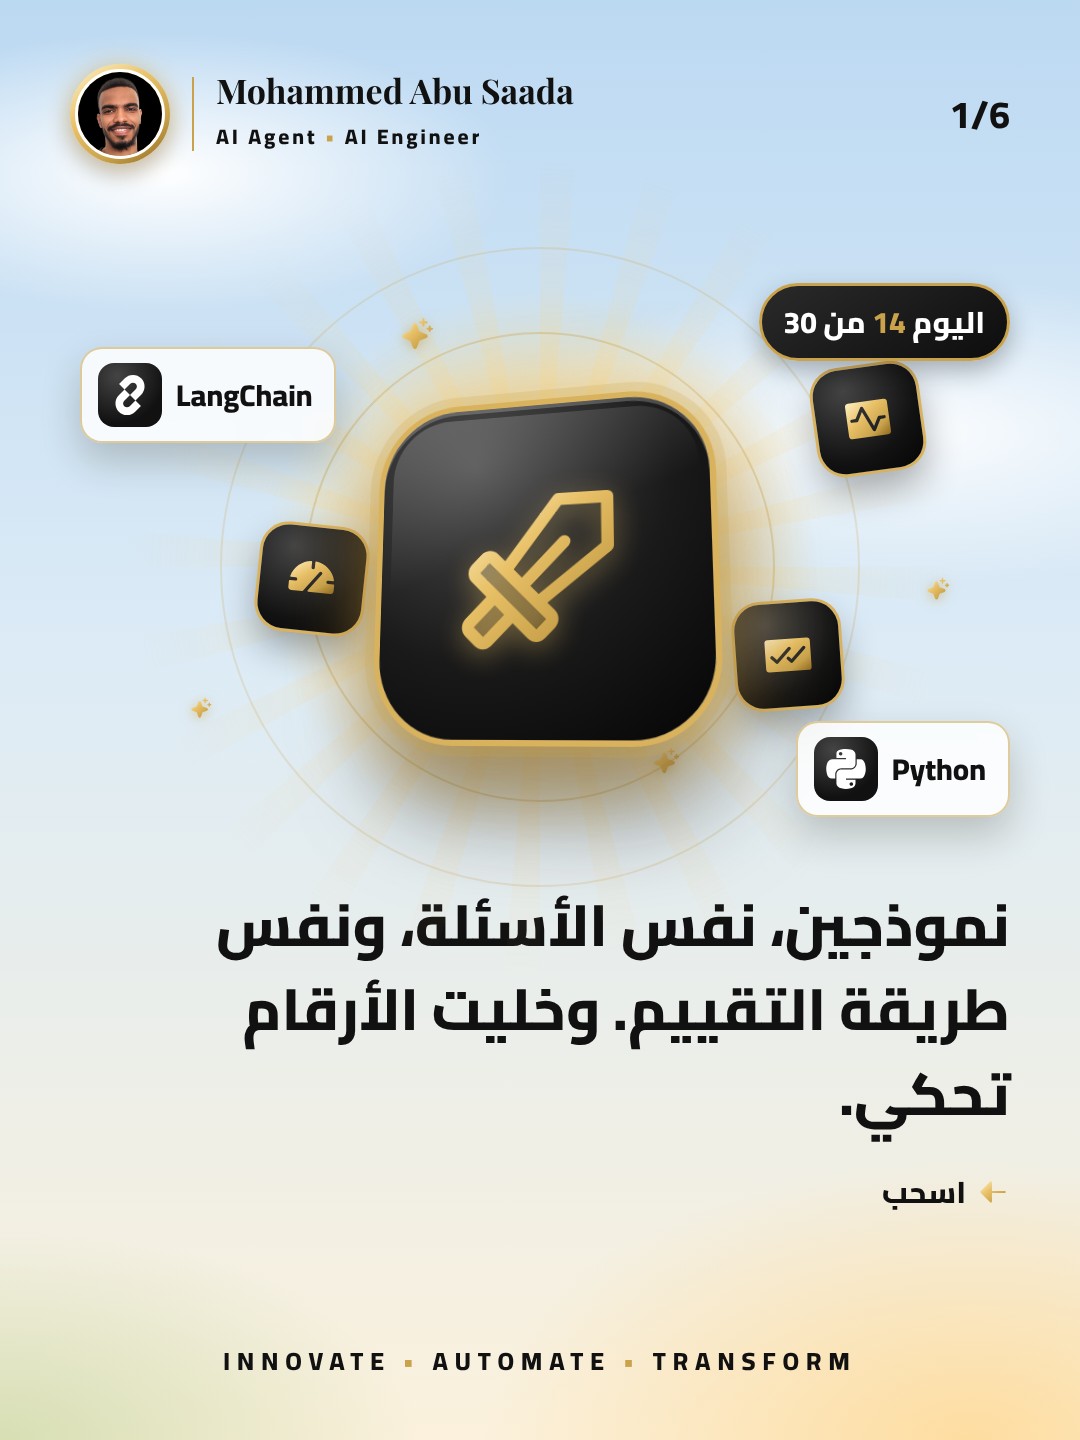 Mohammed Abu Saada
AI Agent ▪ AI Engineer
1/6
اليوم 14 من 30
LangChain
Python
نموذجين، نفس الأسئلة، ونفس
طريقة التقييم. وخليت الأرقام
تحكي.
اسحب
INNOVATE ▪ AUTOMATE ▪ TRANSFORM